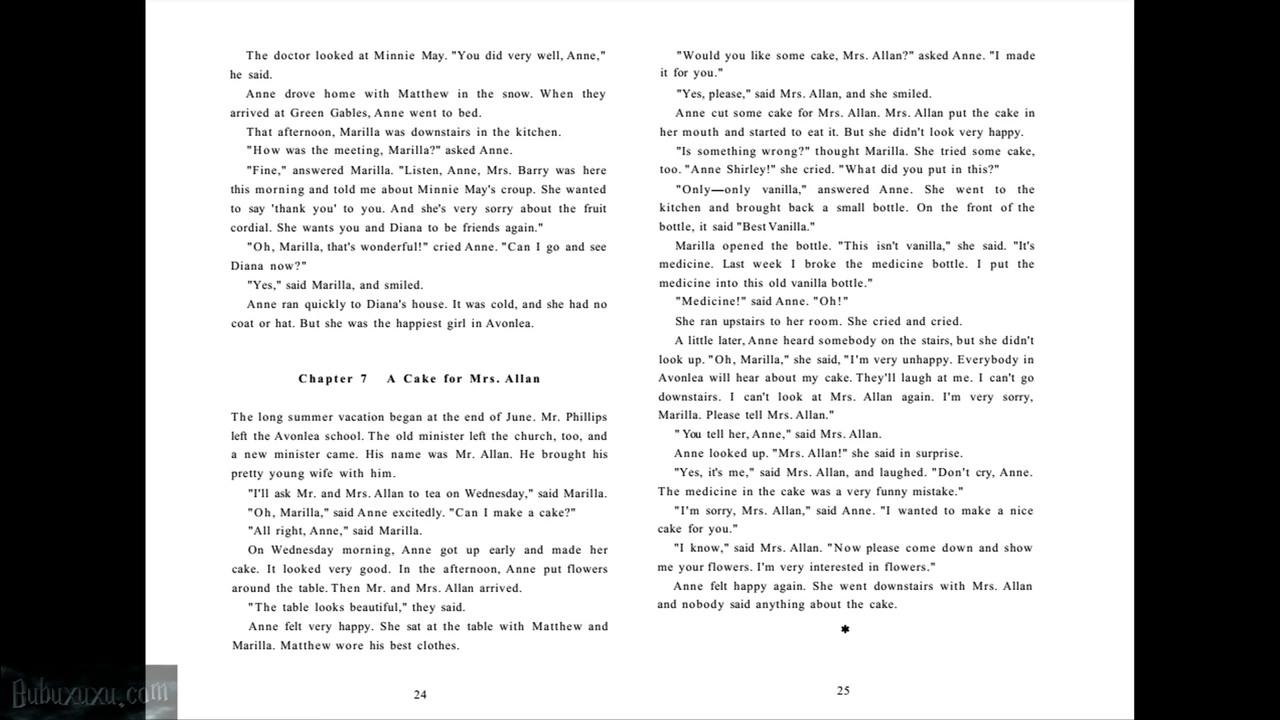 The doctor looked at Minnie May. "You did very well, Anne,"
he said.
Anne drove home with Matthew in the snow. When they
arrived at Green Gables, Anne went to bed.
That afternoon, Marilla was downstairs in the kitchen.
"How was the meeting, Marilla?" asked Anne.
"Fine," answered Marilla. "Listen, Anne, Mrs. Barry was here
this morning and told me about Minnie May's croup. She wanted
to say 'thank you' to you. And she's very sorry about the fruit
cordial. She wants you and Diana to be friends again."
"Oh, Marilla, that's wonderful!" cried Anne. "Can I go and see
Diana now?"
"Yes," said Marilla, and smiled.
Anne ran quickly to Diana's house. It was cold, and she had no
coat or hat. But she was the happiest girl in Avonlea.
Chapter 7 A Cake for Mrs. Allan
The long summer vacation began at the end of June. Mr. Phillips
left the Avonlea school. The old minister left the church, too, and
a new minister came. His name was Mr. Allan. He brought his
pretty young wife with him.
"I'll ask Mr. and Mrs. Allan to tea on Wednesday," said Marilla.
"Oh, Marilla," said Anne excitedly. "Can I make a cake?"
"All right, Anne," said Marilla.
On Wednesday morning, Anne got up early and made her
cake. It looked very good. In the afternoon, Anne put flowers
around the table. Then Mr. and Mrs. Allan arrived.
"The table looks beautiful," they said.
Anne felt very happy. She sat at the table with Matthew and
Marilla. Matthew wore his best clothes.
24
"Would you like some cake, Mrs. Allan?" asked Anne. "I made
it for you."
"Yes, please," said Mrs. Allan, and she smiled.
Anne cut some cake for Mrs. Allan. Mrs. Allan put the cake in
her mouth and started to eat it. But she didn't look very happy.
"Is something wrong?" thought Marilla. She tried some cake,
too. "Anne Shirley!" she cried. "What did you put in this?"
"Only—only vanilla," answered Anne. She went to the
kitchen and brought back a small bottle. On the front of the
bottle, it said "Best Vanilla."
Marilla opened the bottle. "This isn't vanilla," she said. "It's
medicine. Last week I broke the medicine bottle. I put the
medicine into this old vanilla bottle."
"Medicine!" said Anne. "Oh!"
She ran upstairs to her room. She cried and cried.
A little later, Anne heard somebody on the stairs, but she didn't
look up. "Oh, Marilla," she said, "I'm very unhappy. Everybody in
Avonlea will hear about my cake. They'll laugh at me. I can't go
downstairs. I can't look at Mrs. Allan again. I'm very sorry,
Marilla. Please tell Mrs. Allan."
"You tell her, Anne," said Mrs. Allan.
Anne looked up. "Mrs. Allan!" she said in surprise.
"Yes, it's me," said Mrs. Allan, and laughed. "Don't cry, Anne.
The medicine in the cake was a very funny mistake."
"I'm sorry, Mrs. Allan," said Anne. "I wanted to make a nice
cake for you."
"I know," said Mrs. Allan. "Now please come down and show
me your flowers. I'm very interested in flowers."
Anne felt happy again. She went downstairs with Mrs. Allan
and nobody said anything about the cake.
*
25
Bubuxuxu.com